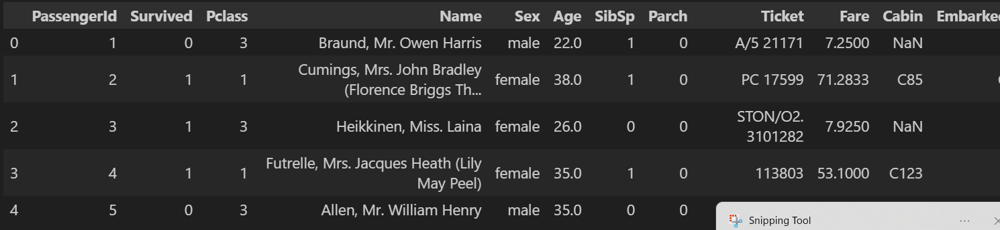 PassengerId Survived Pclass Name Sex Age SibSp Parch Ticket Fare Cabin Embarke
0 1 0 3 Braund, Mr. Owen Harris male 22.0 1 0 A/5 21171 7.2500 NaN
1 2 1 1 Cumings, Mrs. John Bradley (Florence Briggs Th... female 38.0 1 0 PC 17599 71.2833 C85
2 3 1 3 Heikkinen, Miss. Laina female 26.0 0 0 STON/O2. 3101282 7.9250 NaN
3 4 1 1 Futrelle, Mrs. Jacques Heath (Lily May Peel) female 35.0 1 0 113803 53.1000 C123
4 5 0 3 Allen, Mr. William Henry male 35.0 0 0
Snipping Tool